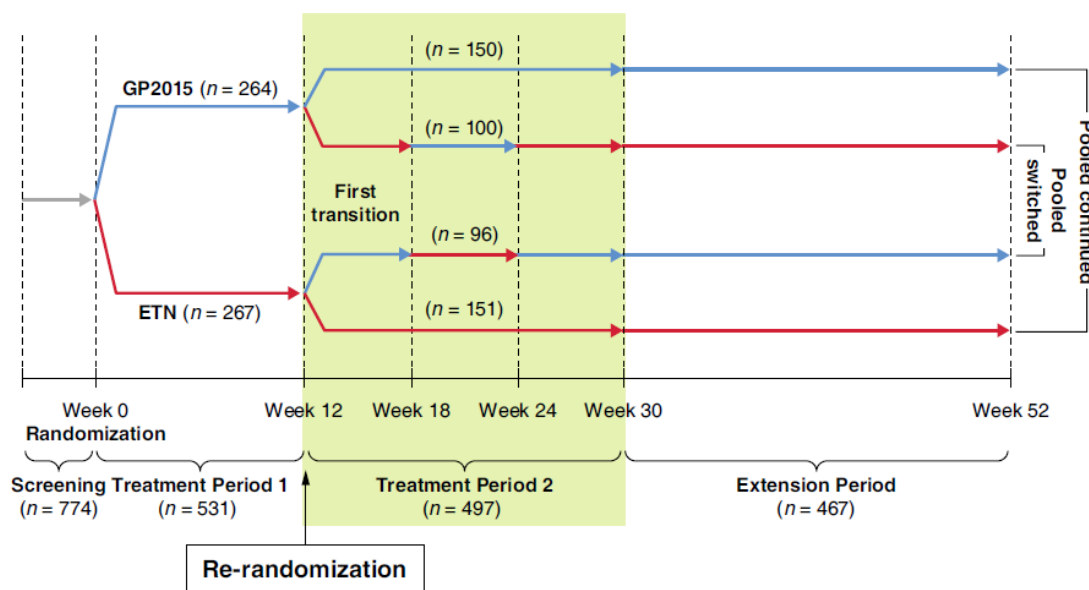 (n = 150)
GP2015 (n = 264)
(n = 100)
First
transition
(n = 96)
ETN (n = 267)
(n = 151)
Pooled
switched
Pooled continued
Week 0
Week 12
Week 18
Week 24
Week 30
Week 52
Randomization
Screening
(n = 774)
Treatment Period 1
(n = 531)
Treatment Period 2
(n = 497)
Extension Period
(n = 467)
Re-randomization